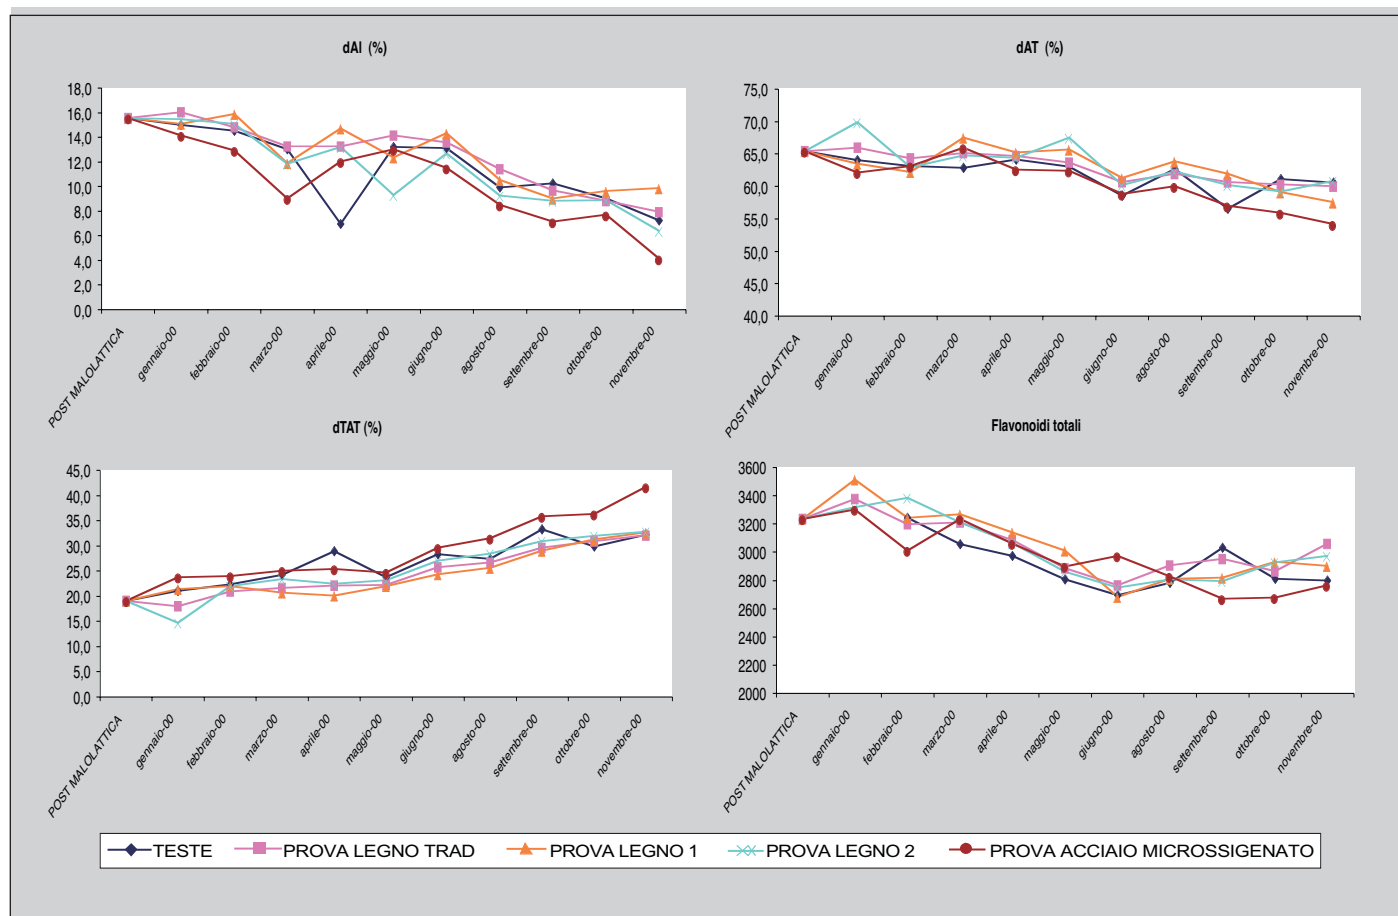 dAl (%)
18,0
16,0
14,0
12,0
10,0
8,0
6,0
4,0
2,0
0,0
POST MALOLATTICA
gennaio-00
febbraio-00
marzo-00
aprile-00
maggio-00
giugno-00
agosto-00
settembre-00
ottobre-00
novembre-00
dAT (%)
75,0
70,0
65,0
60,0
55,0
50,0
45,0
40,0
POST MALOLATTICA
gennaio-00
febbraio-00
marzo-00
aprile-00
maggio-00
giugno-00
agosto-00
settembre-00
ottobre-00
novembre-00
dTAT (%)
45,0
40,0
35,0
30,0
25,0
20,0
15,0
10,0
5,0
0,0
POST MALOLATTICA
gennaio-00
febbraio-00
marzo-00
aprile-00
maggio-00
giugno-00
agosto-00
settembre-00
ottobre-00
novembre-00
Flavonoidi totali
3600
3400
3200
3000
2800
2600
2400
2200
2000
POST MALOLATTICA
gennaio-00
febbraio-00
marzo-00
aprile-00
maggio-00
giugno-00
agosto-00
settembre-00
ottobre-00
novembre-00
TESTE PROVA LEGNO TRAD PROVA LEGNO 1 PROVA LEGNO 2 PROVA ACCIAIO MICROSSIGENATO